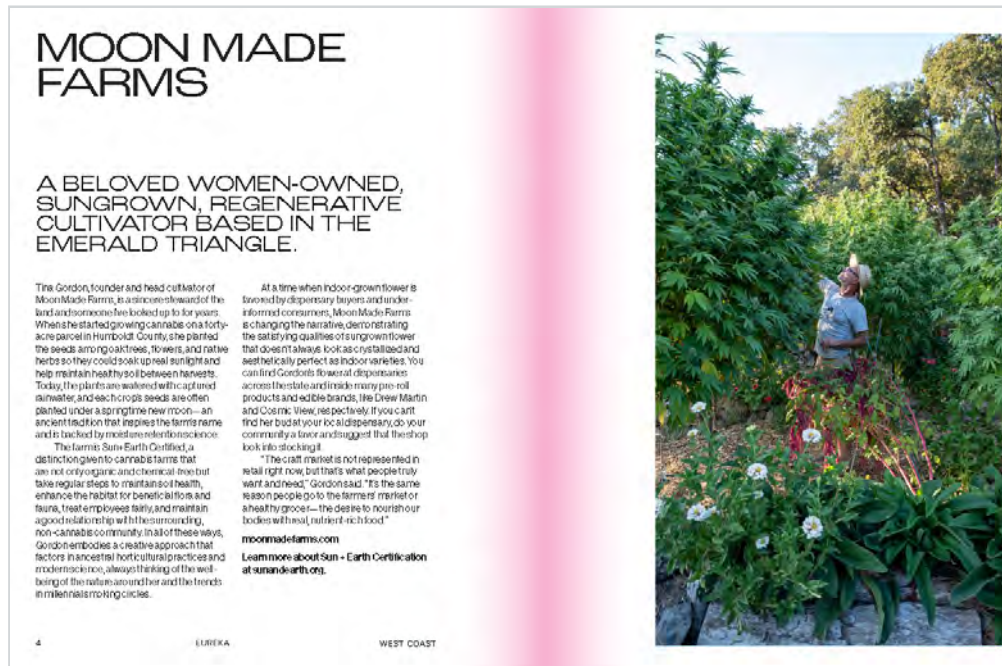 MOON MADE
FARMS
A BELOVED WOMEN-OWNED,
SUNGROWN, REGENERATIVE
CULTIVATOR BASED IN THE
EMERALD TRIANGLE.
Tina Gordon, founder and head cultivator of
Moon Made Farms, is a sincere steward of the
land and someone I've looked up to for years.
When she started growing cannabis on a forty-
acre parcel in Humboldt County, she planted
the seeds among oak trees, flowers, and native
herbs so they could soak up real sunlight and
help maintain healthy soil between harvests.
Today, the plants are watered with captured
rainwater, and each crop's seeds are often
planted under a springtime new moon—an
ancient tradition that inspires the farm's name
and is backed by moisture retention science.
The farm is Sun+Earth Certified, a
distinction given to cannabis farms that
are not only organic and chemical-free but
take regular steps to maintain soil health,
enhance the habitat for beneficial flora and
fauna, treat employees fairly, and maintain
a good relationship with the surrounding,
non-cannabis community. In all of these ways,
Gordon embodies a creative approach that
factors in ancestral horticultural practices and
modern science, always thinking of the well-
being of the nature around her and the trends
in millennial smoking circles.
At a time when indoor-grown flower is
favored by dispensary buyers and under-
informed consumers, Moon Made Farms
is changing the narrative, demonstrating
the satisfying qualities of sungrown flower
that doesn't always look as crystallized and
aesthetically perfect as indoor varieties. You
can find Gordon's flower at dispensaries
across the state and inside many pre-roll
products and edible brands, like Drew Martin
and Cosmic View, respectively. If you can't
find her bud at your local dispensary, do your
community a favor and suggest that the shop
look into stocking it.
"The craft market is not represented in
retail right now, but that's what people truly
want and need," Gordon said. "It's the same
reason people go to the farmers' market or
a healthy grocer—the desire to nourish our
bodies with real, nutrient-rich food."
moonmadefarms.com
Learn more about Sun + Earth Certification
at sunandearth.org.
4 EUREKA WEST COAST